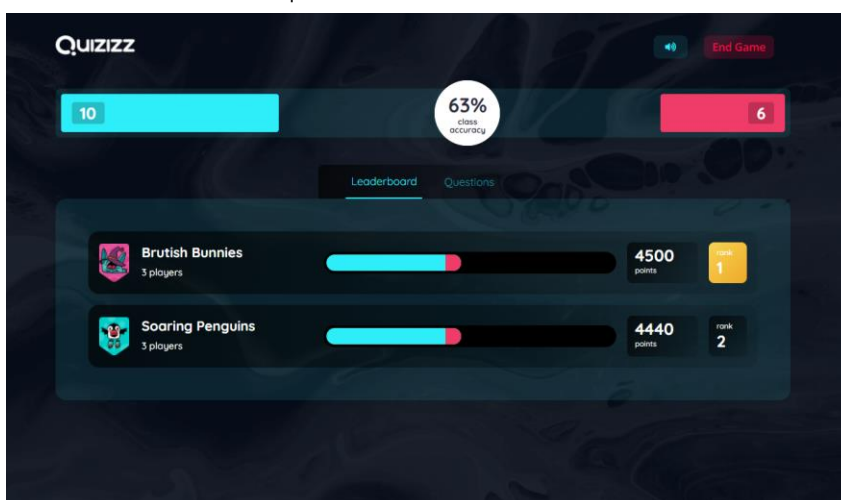 QUIZIZZ
End Game
10
63%
class
accuracy
6
Leaderboard Questions
Brutish Bunnies
3 players
4500
points
rank
1
Soaring Penguins
3 players
4440
points
rank
2